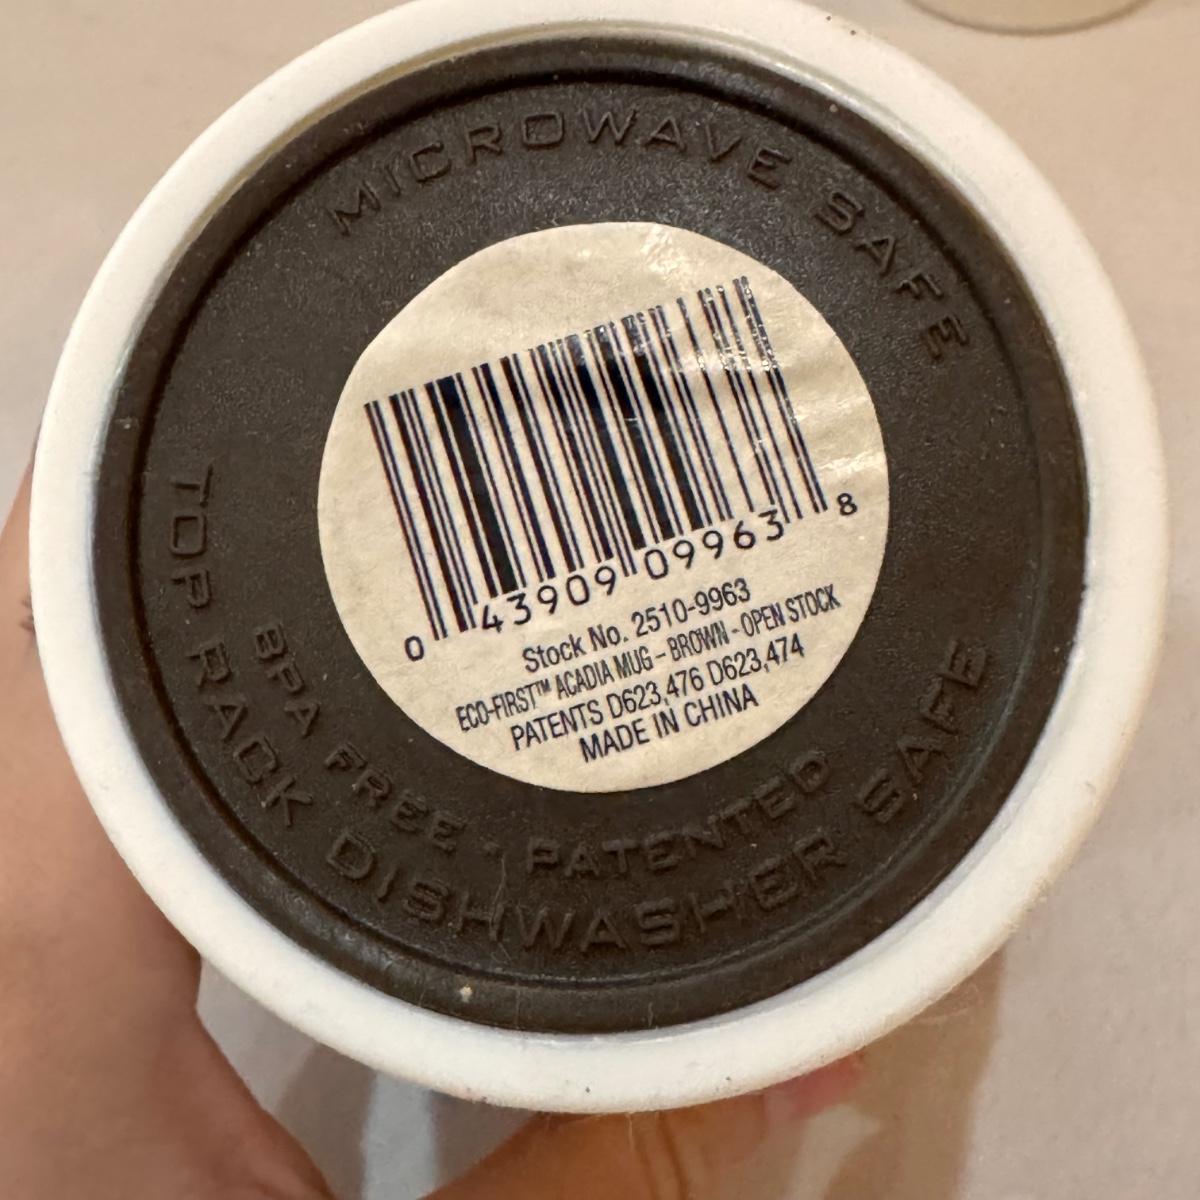 MICROWAVE SAFE
0 43909 09963 8
Stock No. 2510-9963
ECO-FIRST™ ACADIA MUG – BROWN - OPEN STOCK
PATENTS D623,476 D623,474
MADE IN CHINA
BPA FREE • PATENTED
TOP RACK DISHWASHER SAFE